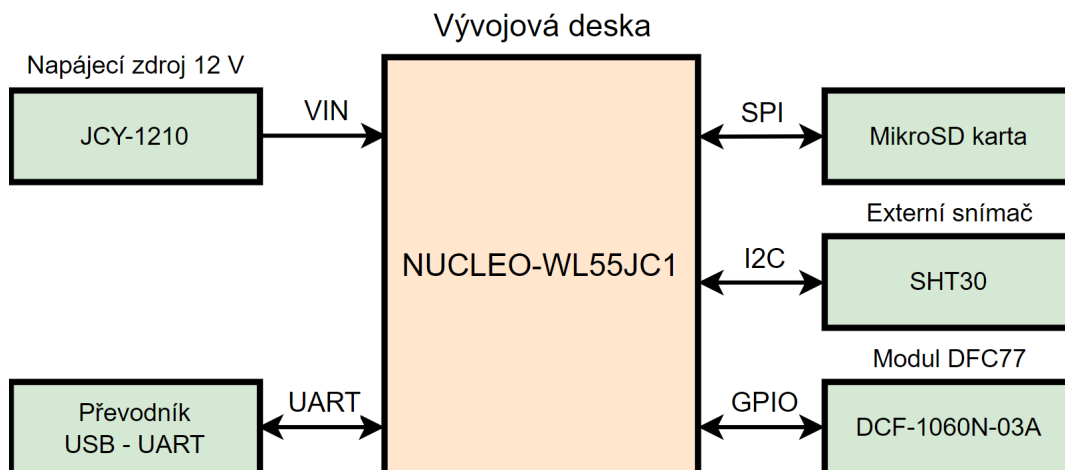 Vývojová deska
Napájecí zdroj 12 V
JCY-1210
VIN
NUCLEO-WL55JC1
SPI
MikroSD karta
Externí snímač
I2C
SHT30
Modul DFC77
Převodník
USB - UART
UART
GPIO
DCF-1060N-03A